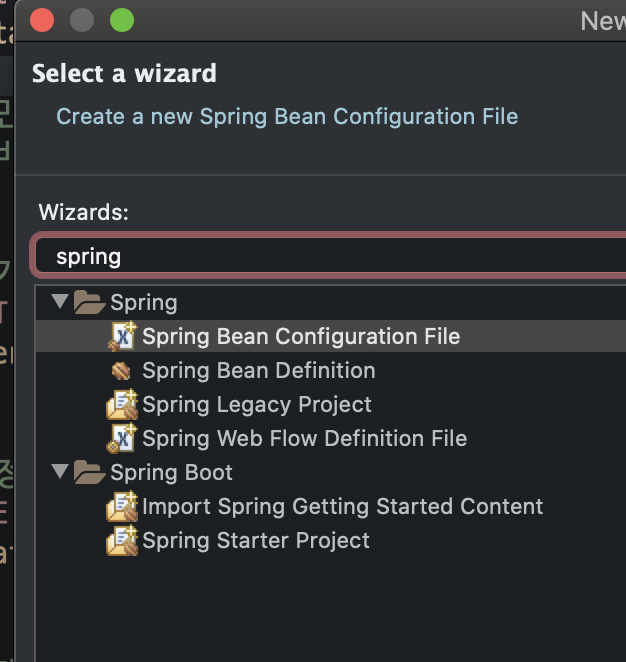 New
Select a wizard
Create a new Spring Bean Configuration File
Wizards:
spring
Spring
Spring Bean Configuration File
Spring Bean Definition
Spring Legacy Project
Spring Web Flow Definition File
Spring Boot
Import Spring Getting Started Content
Spring Starter Project